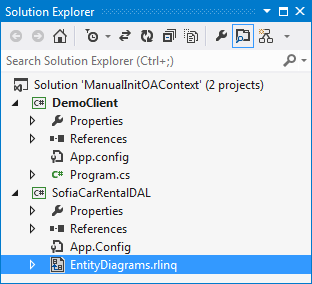 Solution Explorer
Search Solution Explorer (Ctrl+;)
Solution 'ManualInitOAContext' (2 projects)
C# DemoClient
Properties
References
App.config
C# Program.cs
C# SofiaCarRentalDAL
Properties
References
App.Config
EntityDiagrams.rlinq